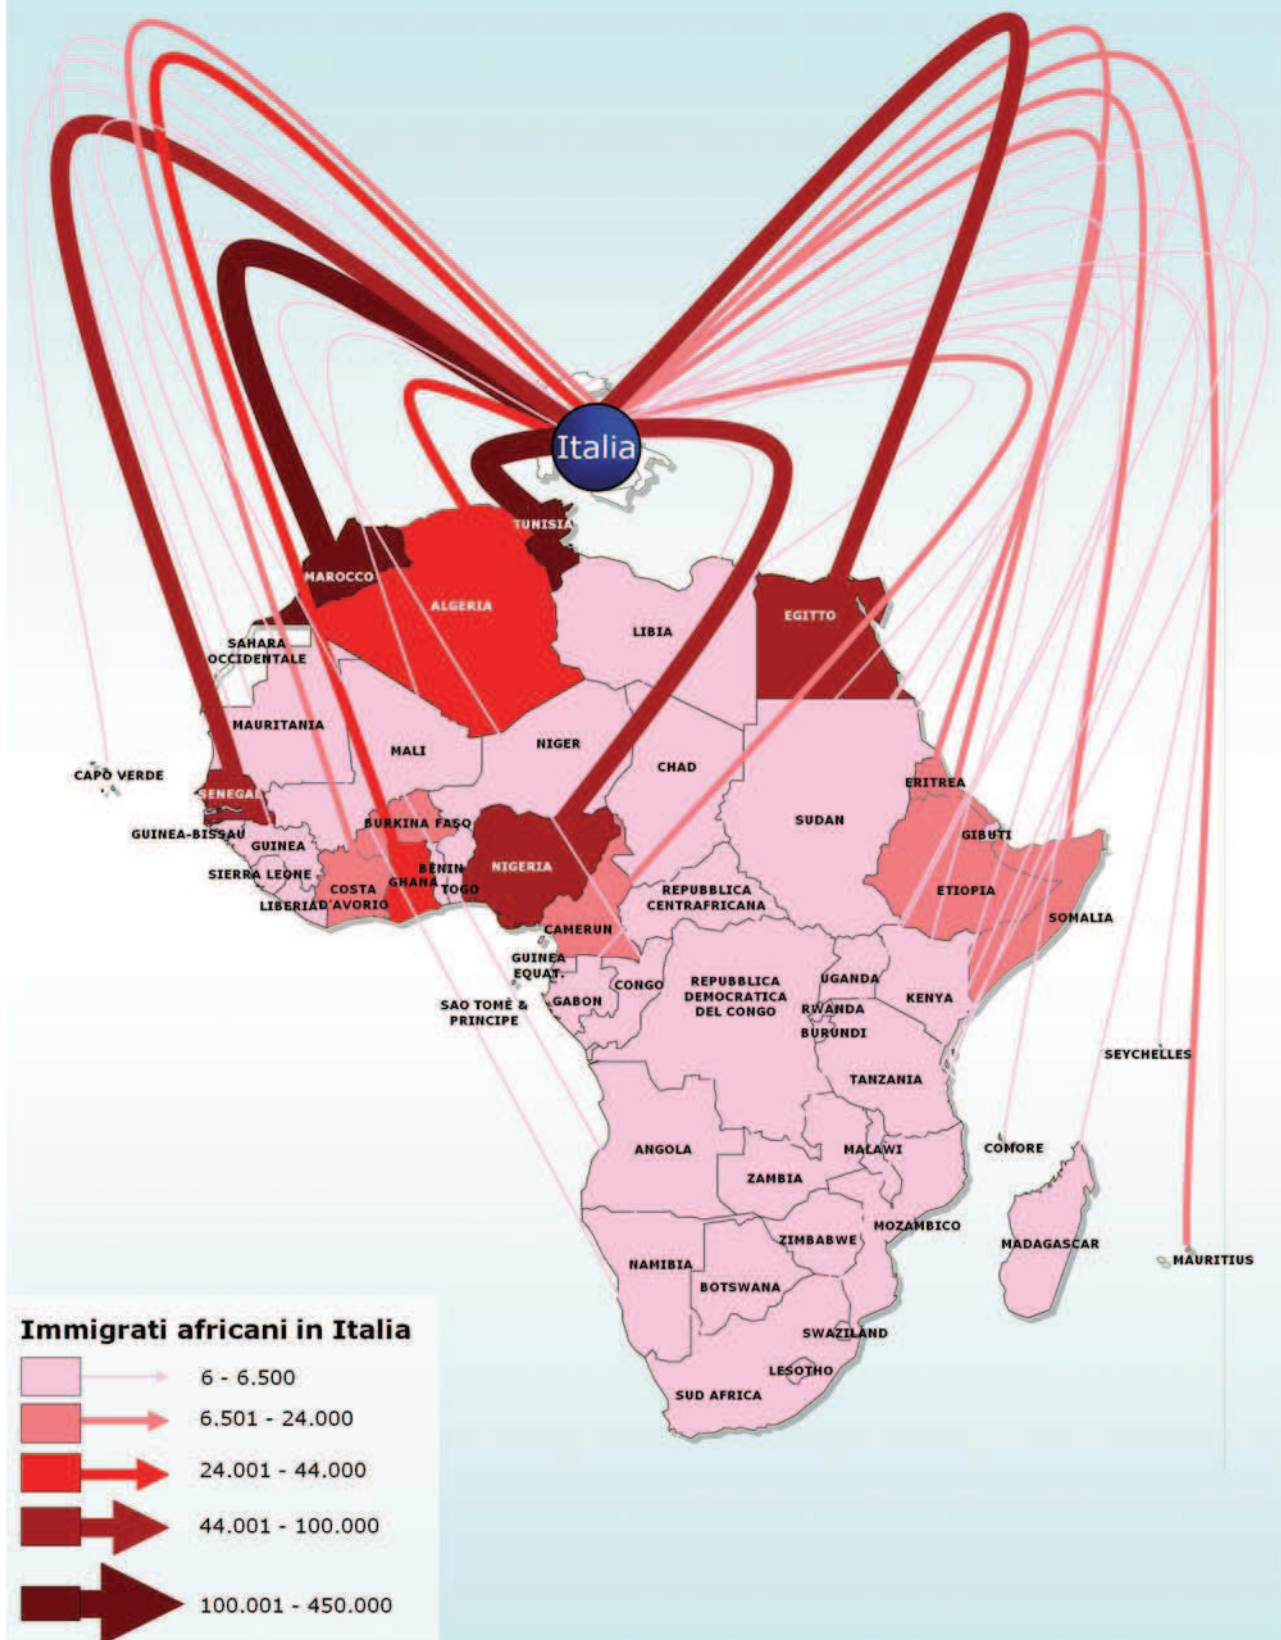 Italia
TUNISIA
MAROCCO
ALGERIA
LIBIA
EGITTO
SAHARA
OCCIDENTALE
MAURITANIA
MALI
NIGER
CHAD
SUDAN
CAPO VERDE
SENEGAL
ERITREA
GUINEA-BISSAU
BURKINA FASO
GIBUTI
GUINEA
SIERRA LEONE
BENIN
NIGERIA
COSTA
D'AVORIO
GHANA
TOGO
LIBERIA
REPUBBLICA
CENTRAFRICANA
ETIOPIA
SOMALIA
CAMERUN
GUINEA
EQUAT.
CONGO
GABON
SAO TOMÈ &
PRINCIPE
REPUBBLICA
DEMOCRATICA
DEL CONGO
UGANDA
KENYA
RWANDA
BURUNDI
SEYCHELLES
TANZANIA
ANGOLA
MALAWI
COMORE
ZAMBIA
MOZAMBICO
ZIMBABWE
MADAGASCAR
MAURITIUS
NAMIBIA
BOTSWANA
SWAZILAND
LESOTHO
SUD AFRICA
Immigrati africani in Italia
6 - 6.500
6.501 - 24.000
24.001 - 44.000
44.001 - 100.000
100.001 - 450.000